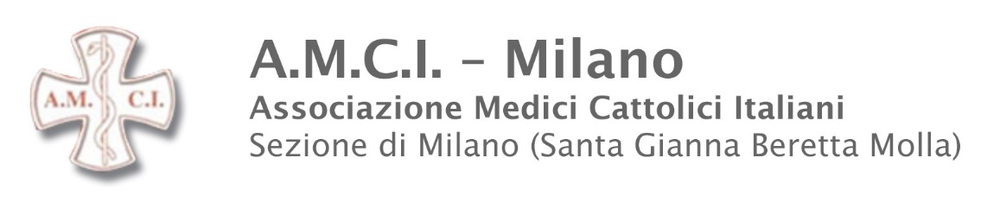 A.M. C.I.
A.M.C.I. – Milano
Associazione Medici Cattolici Italiani
Sezione di Milano (Santa Gianna Beretta Molla)